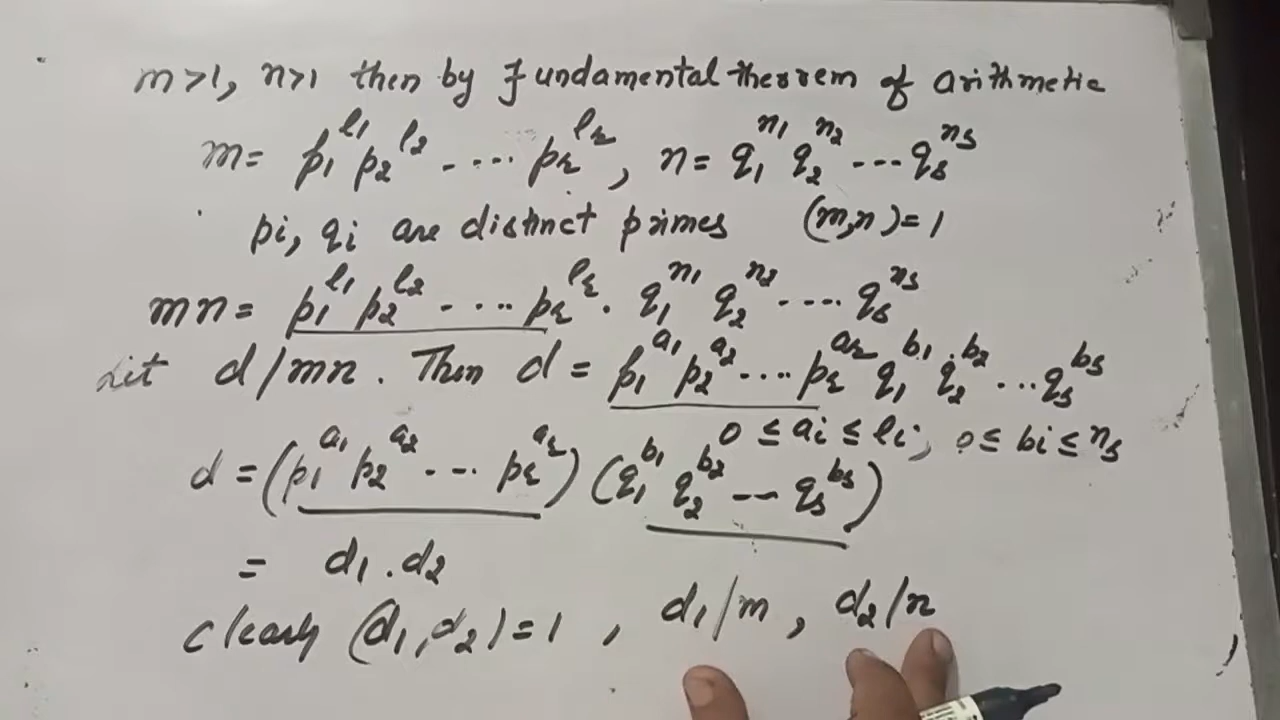 m>1, n>1 then by Fundamental theorem of arithmetic
m = p₁^l₁ p₂^l₂ ..... pᵣ^lᵣ, n = q₁^n₁ q₂^n₂ ... qₛ^nₛ
pi, qi are distinct primes (m,n)=1
mn = p₁^l₁ p₂^l₂ ..... pᵣ^lᵣ . q₁^n₁ q₂^n₂ .... qₛ^nₛ
Let d/mn. Then d = p₁^a₁ p₂^a₂ .... pᵣ^aᵣ q₁^b₁ q₂^b₂ ... qₛ^bₛ
0 ≤ ai ≤ li, 0 ≤ bi ≤ nₛ
d = (p₁^a₁ p₂^a₂ ... pᵣ^aᵣ) (q₁^b₁ q₂^b₂ --- qₛ^bₛ)
= d₁ . d₂
clearly (d₁, d₂) = 1 , d₁/m , d₂/n